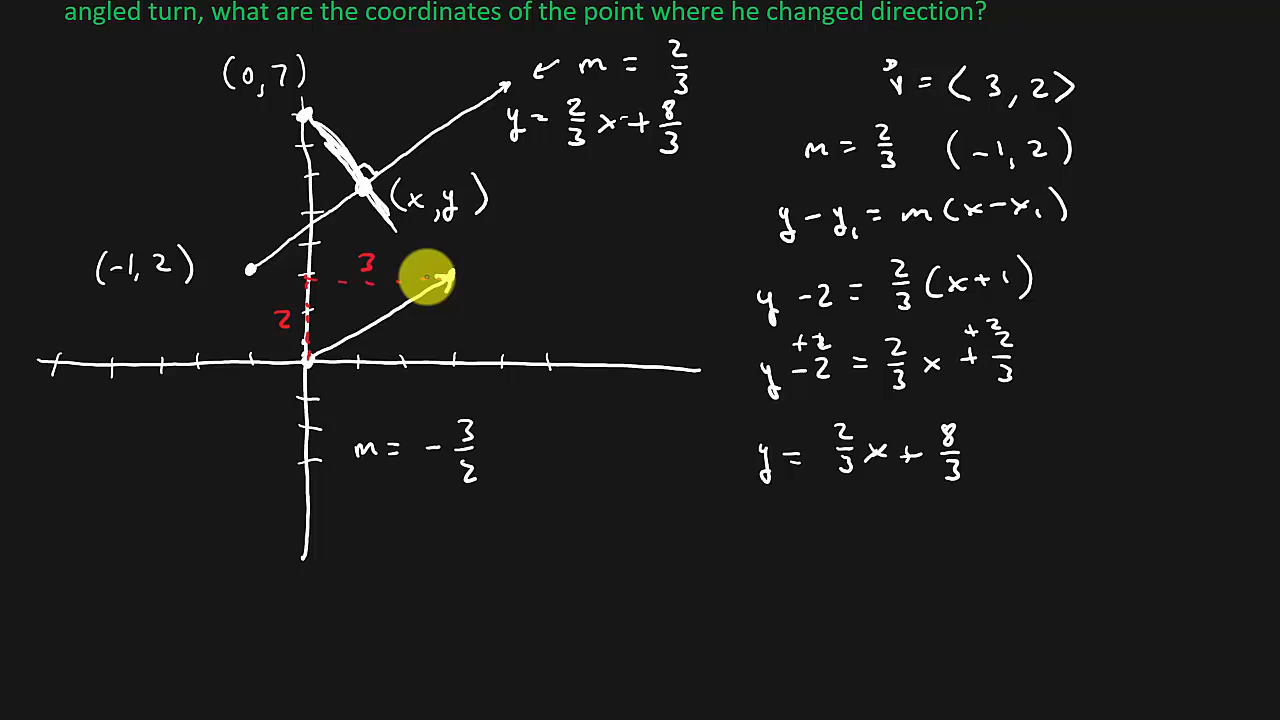 angled turn, what are the coordinates of the point where he changed direction?
(0,7)
m = 2/3
y = 2/3 x + 8/3
(x,y)
(-1,2)
3
2
m = - 3/2
v = <3,2>
m = 2/3 (-1,2)
y - y₁ = m(x-x₁)
y -2 = 2/3 (x+1)
+2 +2
y -2 = 2/3 x + 2/3
y = 2/3 x + 8/3